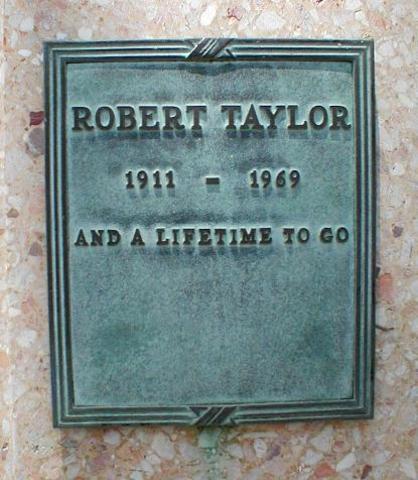 ROBERT TAYLOR
1911 – 1969
AND A LIFETIME TO GO